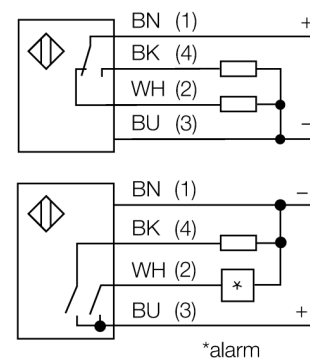 BN (1) +
BK (4)
WH (2)
BU (3) –
BN (1) –
BK (4)
WH (2)
*
BU (3) +
*alarm